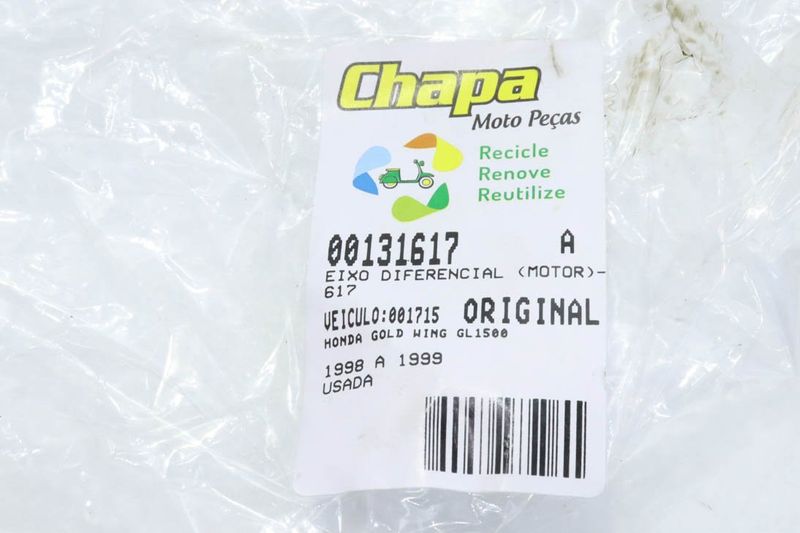 Chapa
Moto Peças
Recicle
Renove
Reutilize
00131617 A
EIXO DIFERENCIAL (MOTOR)-
617
VEICULO:001715 ORIGINAL
HONDA GOLD WING GL1500
1998 A 1999
USADA